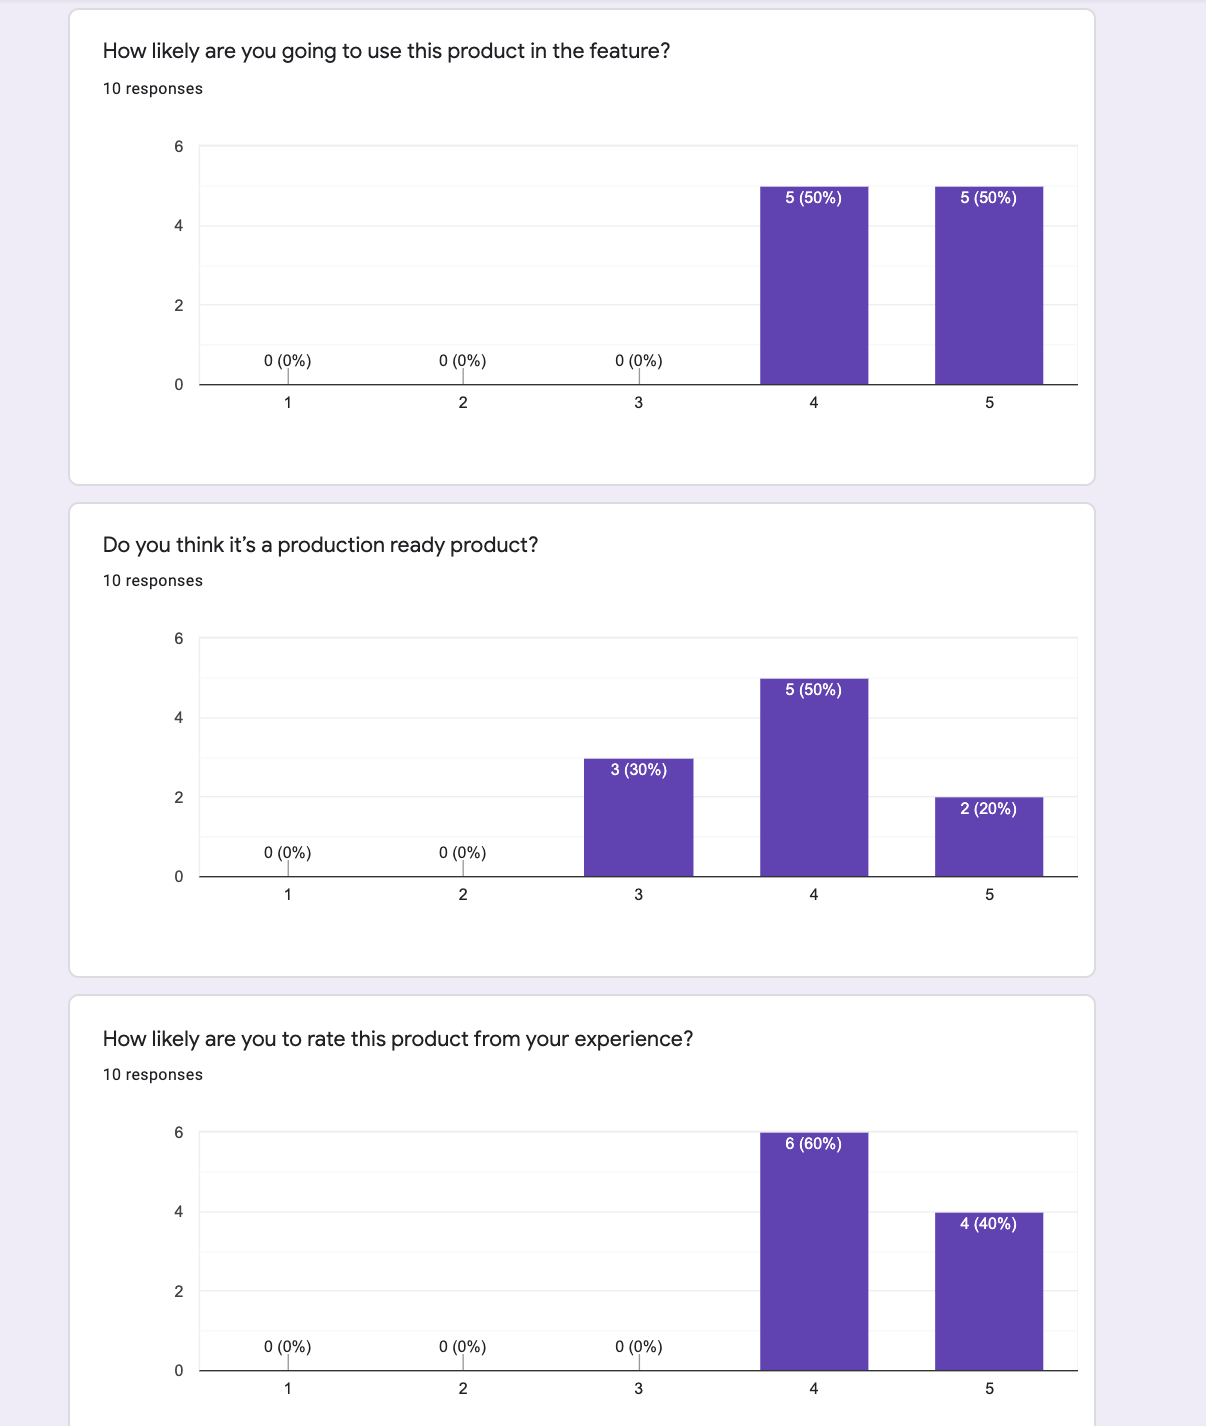 How likely are you going to use this product in the feature?
10 responses
6
4
2
0
0 (0%) 0 (0%) 0 (0%) 5 (50%) 5 (50%)
1 2 3 4 5
Do you think it’s a production ready product?
10 responses
6
4
2
0
0 (0%) 0 (0%) 3 (30%) 5 (50%) 2 (20%)
1 2 3 4 5
How likely are you to rate this product from your experience?
10 responses
6
4
2
0
0 (0%) 0 (0%) 0 (0%) 6 (60%) 4 (40%)
1 2 3 4 5